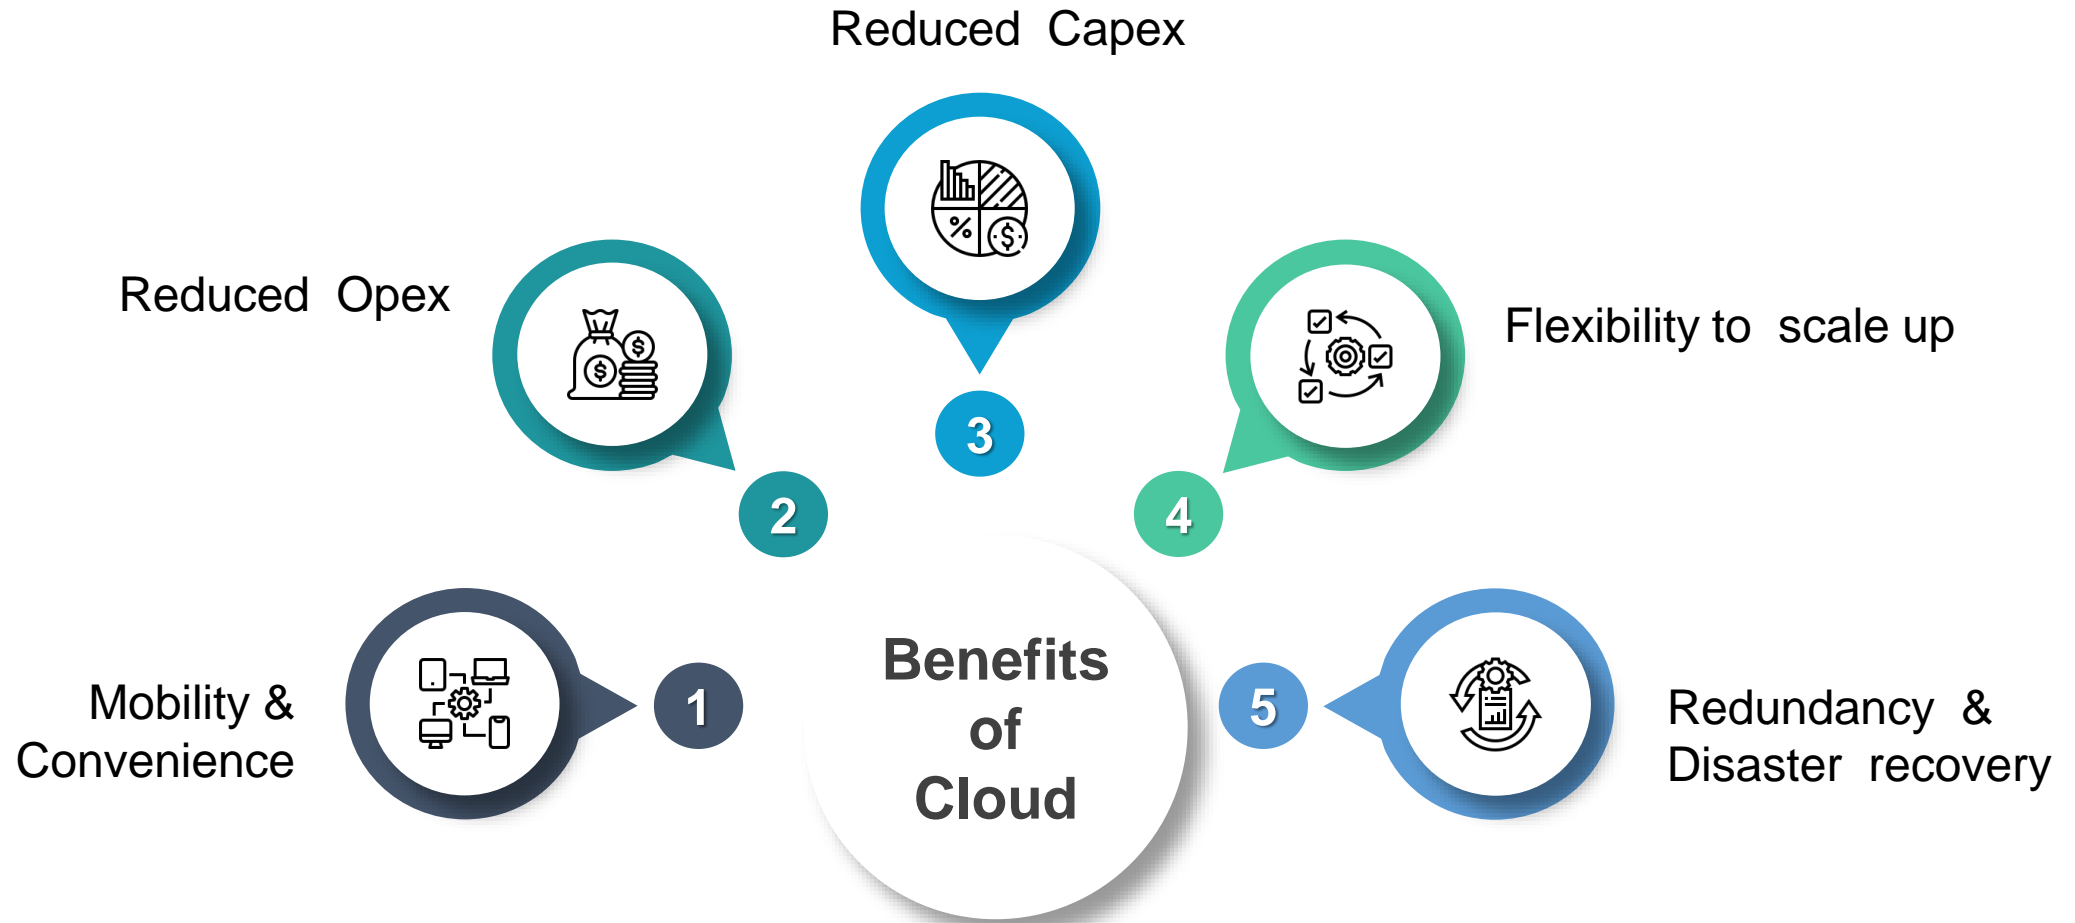 Reduced Capex
Reduced Opex
Flexibility to scale up
3
2
4
Mobility &
Convenience
1
Benefits
of
Cloud
5
Redundancy &
Disaster recovery